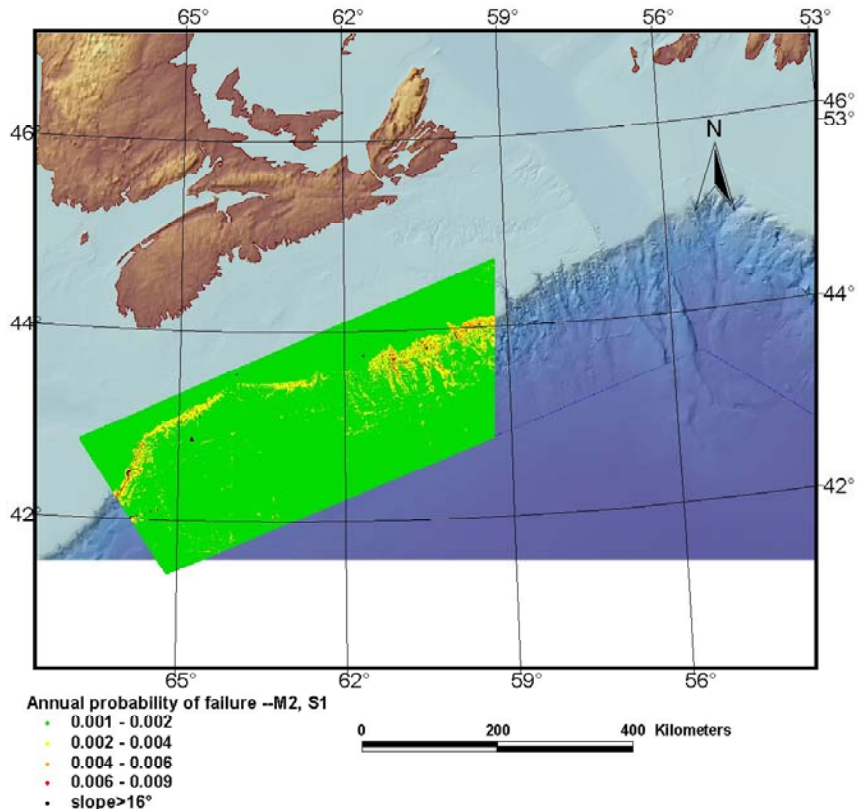 65° 62° 59° 56° 53°
46° 46°
53°
N
44° 44°
42° 42°
65° 62° 59° 56°
Annual probability of failure --M2, S1
0.001 - 0.002
0.002 - 0.004
0.004 - 0.006
0.006 - 0.009
slope>16°
0 200 400 Kilometers